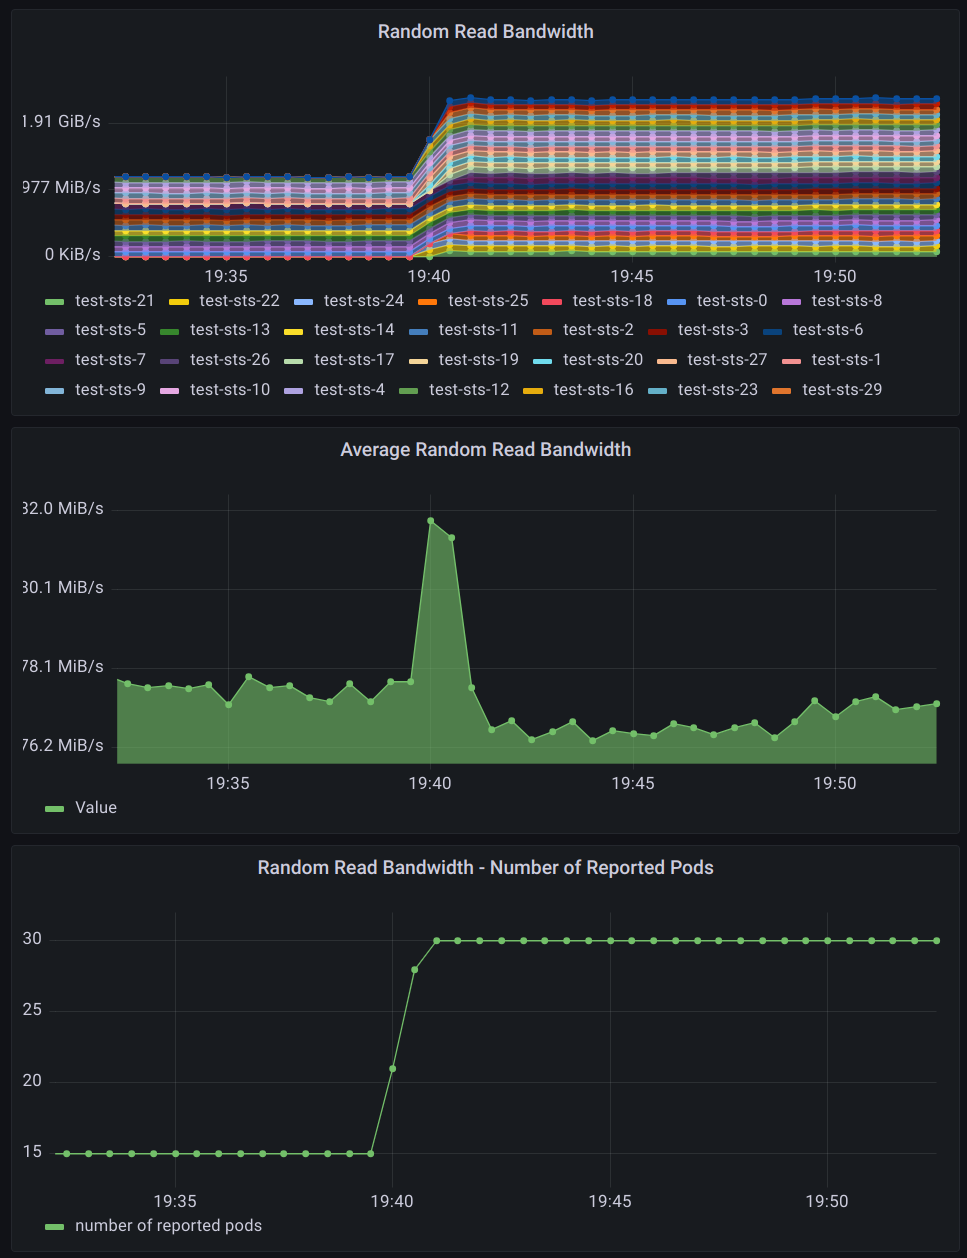 Random Read Bandwidth
1.91 GiB/s
977 MiB/s
0 KiB/s
19:35 19:40 19:45 19:50
test-sts-21 test-sts-22 test-sts-24 test-sts-25 test-sts-18 test-sts-0 test-sts-8
test-sts-5 test-sts-13 test-sts-14 test-sts-11 test-sts-2 test-sts-3 test-sts-6
test-sts-7 test-sts-26 test-sts-17 test-sts-19 test-sts-20 test-sts-27 test-sts-1
test-sts-9 test-sts-10 test-sts-4 test-sts-12 test-sts-16 test-sts-23 test-sts-29
Average Random Read Bandwidth
82.0 MiB/s
80.1 MiB/s
78.1 MiB/s
76.2 MiB/s
19:35 19:40 19:45 19:50
Value
Random Read Bandwidth - Number of Reported Pods
30
25
20
15
19:35 19:40 19:45 19:50
number of reported pods